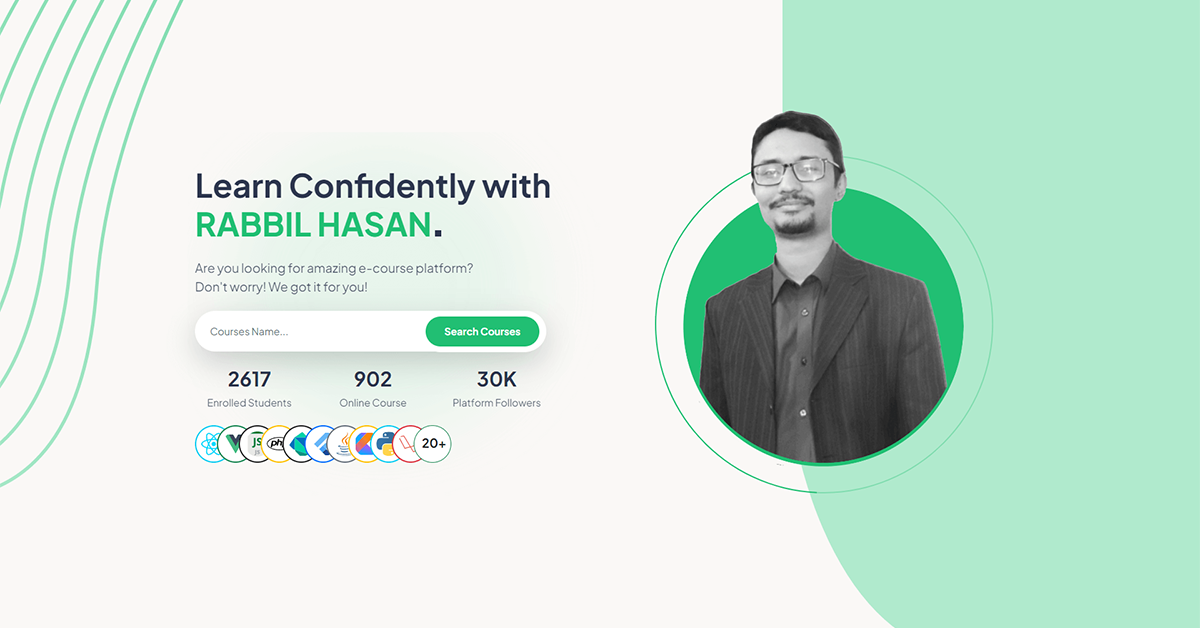 Learn Confidently with
RABBIL HASAN.
Are you looking for amazing e-course platform?
Don't worry! We got it for you!
Courses Name...
Search Courses
2617
902
30K
Enrolled Students
Online Course
Platform Followers
JS
php
20+